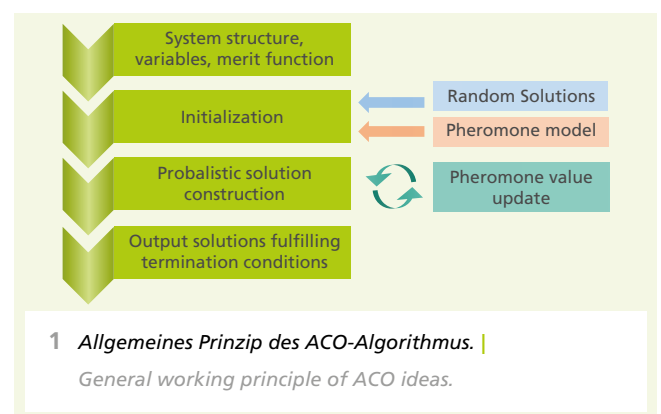 System structure,
variables, merit function
Initialization
Random Solutions
Pheromone model
Probalistic solution
construction
Pheromone value
update
Output solutions fulfilling
termination conditions
1 Allgemeines Prinzip des ACO-Algorithmus. |
General working principle of ACO ideas.